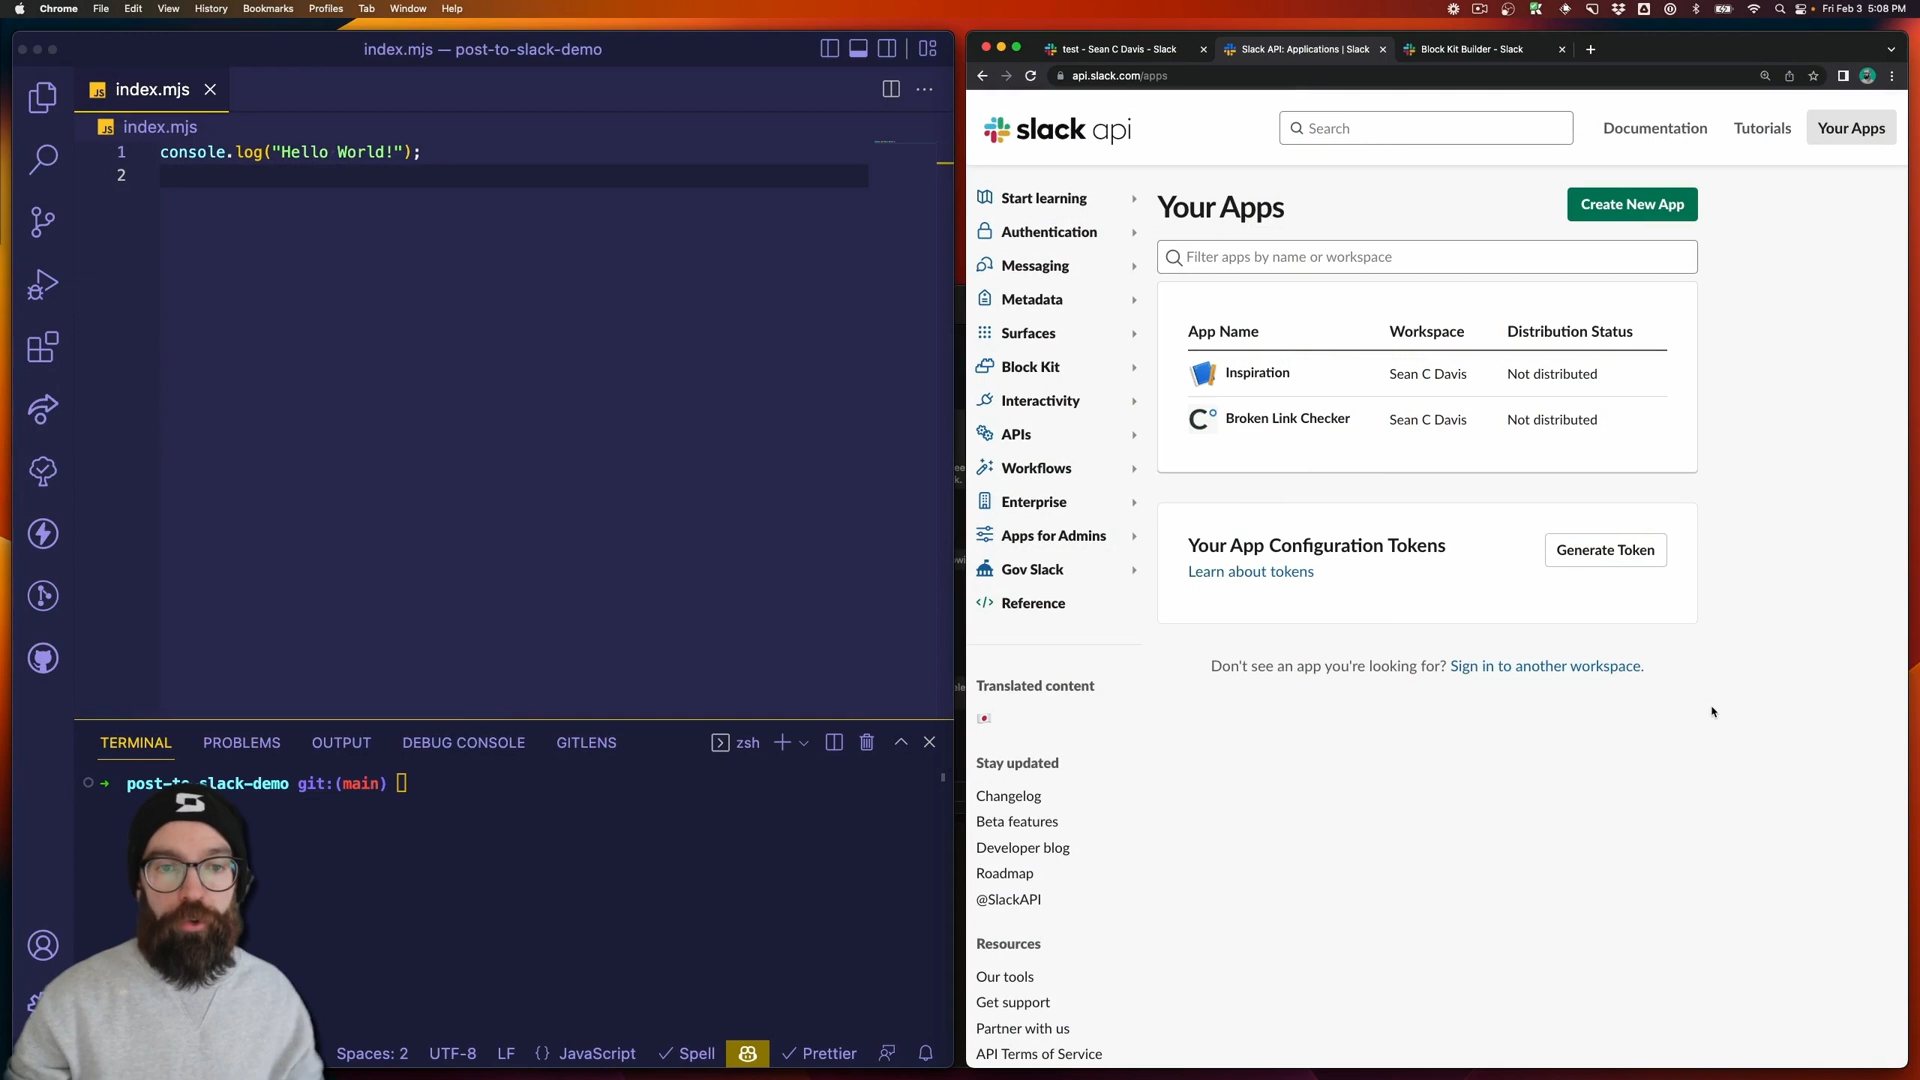 Chrome File Edit View History Bookmarks Profiles Tab Window Help
Fri Feb 3 5:08 PM
index.mjs — post-to-slack-demo
JS index.mjs
JS index.mjs
1 console.log("Hello World!");
2
TERMINAL PROBLEMS OUTPUT DEBUG CONSOLE GITLENS
zsh
post-to-slack-demo git:(main)
Spaces: 2 UTF-8 LF {} JavaScript Spell Prettier
test - Sean C Davis - Slack
Slack API: Applications | Slack
Block Kit Builder - Slack
api.slack.com/apps
slack api
Search
Documentation
Tutorials
Your Apps
Start learning
Authentication
Messaging
Metadata
Surfaces
Block Kit
Interactivity
APIs
Workflows
Enterprise
Apps for Admins
Gov Slack
Reference
Translated content
Stay updated
Changelog
Beta features
Developer blog
Roadmap
@SlackAPI
Resources
Our tools
Get support
Partner with us
API Terms of Service
Your Apps
Create New App
Filter apps by name or workspace
App Name Workspace Distribution Status
Inspiration Sean C Davis Not distributed
Broken Link Checker Sean C Davis Not distributed
Your App Configuration Tokens
Generate Token
Learn about tokens
Don't see an app you're looking for? Sign in to another workspace.